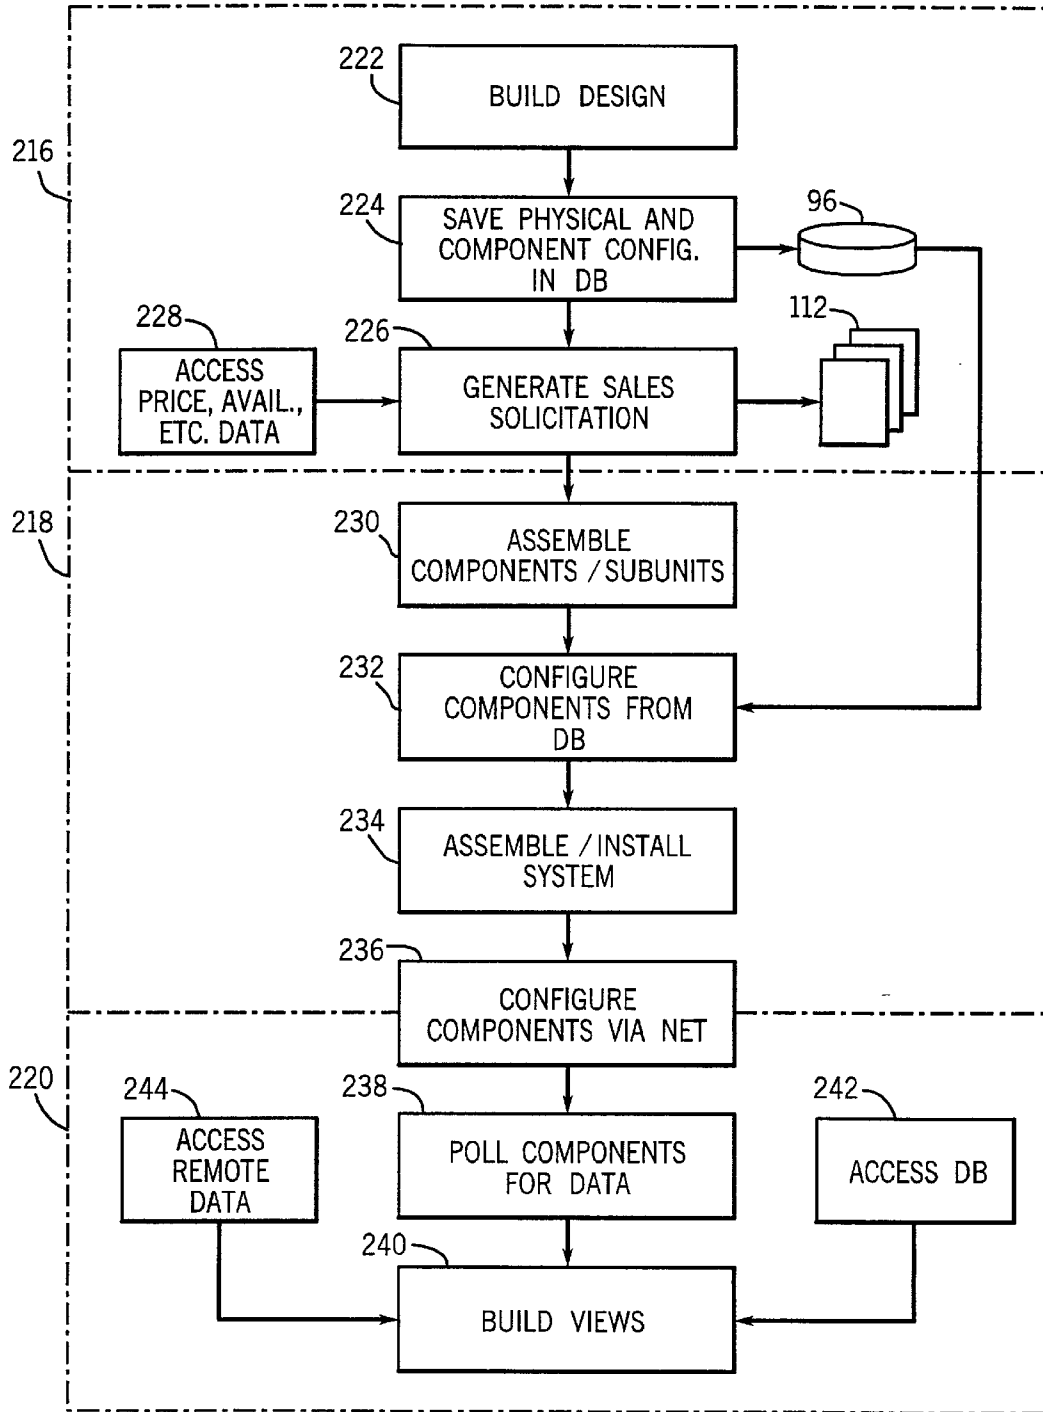 222
BUILD DESIGN
216
224
SAVE PHYSICAL AND
COMPONENT CONFIG.
IN DB
96
228
ACCESS
PRICE, AVAIL.,
ETC. DATA
226
GENERATE SALES
SOLICITATION
112
218
230
ASSEMBLE
COMPONENTS / SUBUNITS
232
CONFIGURE
COMPONENTS FROM
DB
234
ASSEMBLE / INSTALL
SYSTEM
236
CONFIGURE
COMPONENTS VIA NET
220
244
ACCESS
REMOTE
DATA
238
POLL COMPONENTS
FOR DATA
242
ACCESS DB
240
BUILD VIEWS